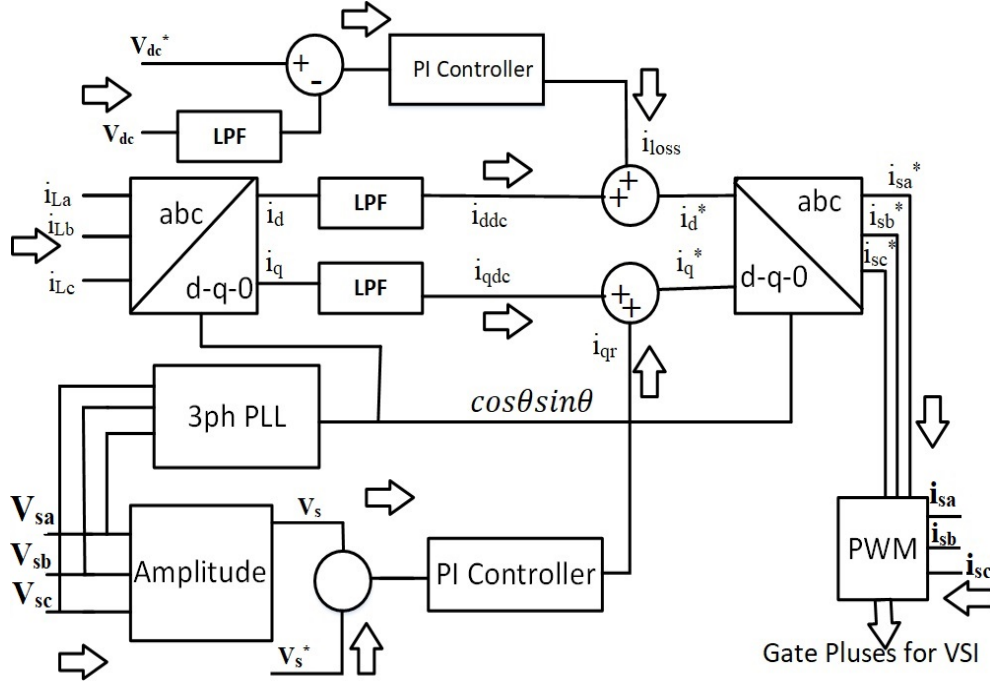 Vdc*
+
-
PI Controller
Vdc
LPF
iloss
iLa
iLb
iLc
abc
d-q-0
id
LPF
iddc
+
+
id*
iq
LPF
iqdc
+
+
iq*
iqr
abc
d-q-0
isa*
isb*
isc*
3ph PLL
cosθsinθ
Vsa
Vsb
Vsc
Amplitude
Vs
Vs*
PI Controller
PWM
isa
isb
isc
Gate Pluses for VSI